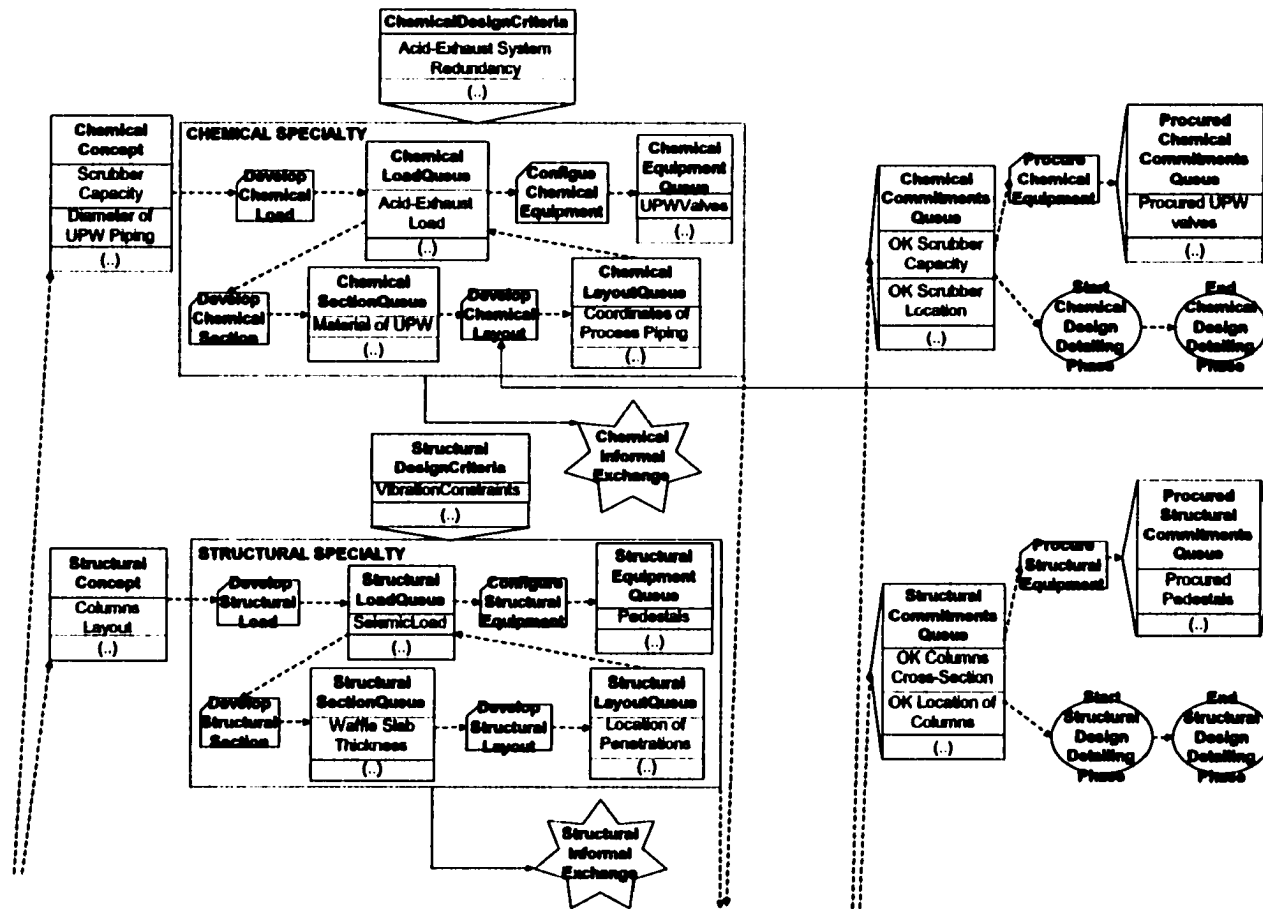 ChemicalDesignCriteria
Acid-Exhaust System
Redundancy
(..)
Chemical
Concept
Scrubber
Capacity
Diameter of
UPW Piping
(..)
CHEMICAL SPECIALTY
Develop
Chemical
Load
Chemical
LoadQueue
Acid-Exhaust
Load
(..)
Configue
Chemical
Equipment
Chemical
Equipment
Queue
UPWValves
(..)
Develop
Chemical
Section
Chemical
SectionQueue
Material of UPW
(..)
Develop
Chemical
Layout
Chemical
LayoutQueue
Coordinates of
Process Piping
(..)
Chemical
Informal
Exchange
Chemical
Commitments
Queue
OK Scrubber
Capacity
OK Scrubber
Location
(..)
Procure
Chemical
Equipment
Procured
Chemical
Commitments
Queue
Procured UPW
valves
(..)
Start
Chemical
Design
Detailing
Phase
End
Chemical
Design
Detailing
Phase
Structural
DesignCriteria
VibrationConstraints
(..)
Structural
Concept
Columns
Layout
(..)
STRUCTURAL SPECIALTY
Develop
Structural
Load
Structural
LoadQueue
SeismicLoad
(..)
Configure
Structural
Equipment
Structural
Equipment
Queue
Pedestals
(..)
Develop
Structural
Section
Structural
SectionQueue
Waffle Slab
Thickness
(..)
Develop
Structural
Layout
Structural
LayoutQueue
Location of
Penetrations
(..)
Structural
Informal
Exchange
Structural
Commitments
Queue
OK Columns
Cross-Section
OK Location of
Columns
(..)
Procure
Structural
Equipment
Procured
Structural
Commitments
Queue
Procured
Pedestals
(..)
Start
Structural
Design
Detailing
Phase
End
Structural
Design
Detailing
Phase